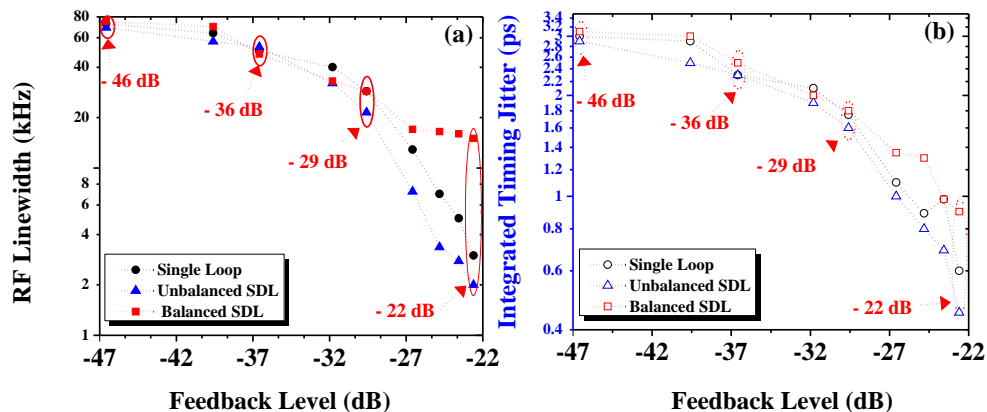 80
60
40
20
8
6
4
2
1
RF Linewidth (kHz)
(a)
- 46 dB
- 36 dB
- 29 dB
- 22 dB
Single Loop
Unbalanced SDL
Balanced SDL
-47
-42
-37
-32
-27
-22
Feedback Level (dB)
3.4
3.2
3
2.8
2.6
2.4
2.2
2
1.8
1.6
1.4
1.2
1
0.8
0.6
0.4
Integrated Timing Jitter (ps)
(b)
- 46 dB
- 36 dB
- 29 dB
- 22 dB
Single Loop
Unbalanced SDL
Balanced SDL
-47
-42
-37
-32
-27
-22
Feedback Level (dB)